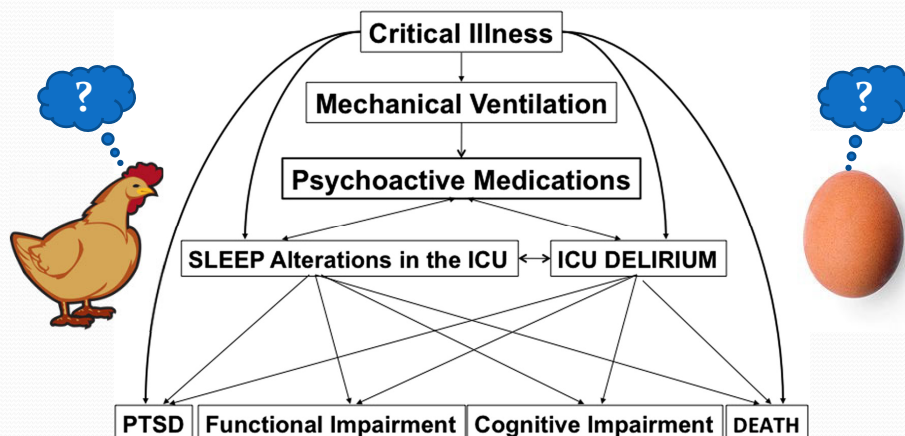 Critical Illness
?
?
Mechanical Ventilation
Psychoactive Medications
SLEEP Alterations in the ICU
ICU DELIRIUM
PTSD
Functional Impairment
Cognitive Impairment
DEATH